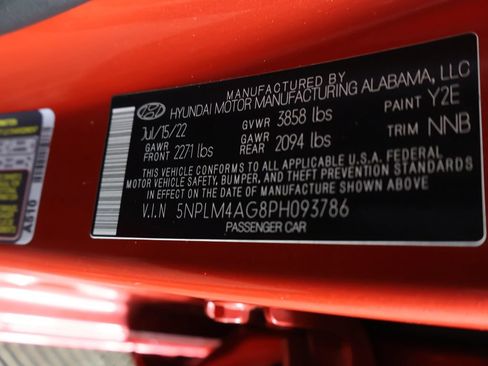 MANUFACTURED BY
HYUNDAI MOTOR MANUFACTURING ALABAMA, LLC
Jul/15/22 GVWR 3858 lbs PAINT Y2E
GAWR FRONT 2271 lbs GAWR REAR 2094 lbs TRIM NNB
THIS VEHICLE CONFORMS TO ALL APPLICABLE U.S.A. FEDERAL
MOTOR VEHICLE SAFETY, BUMPER, AND THEFT PREVENTION STANDARDS
IN EFFECT ON THE DATE OF MANUFACTURE SHOWN ABOVE
V.I.N 5NPLM4AG8PH093786
PASSENGER CAR
A510